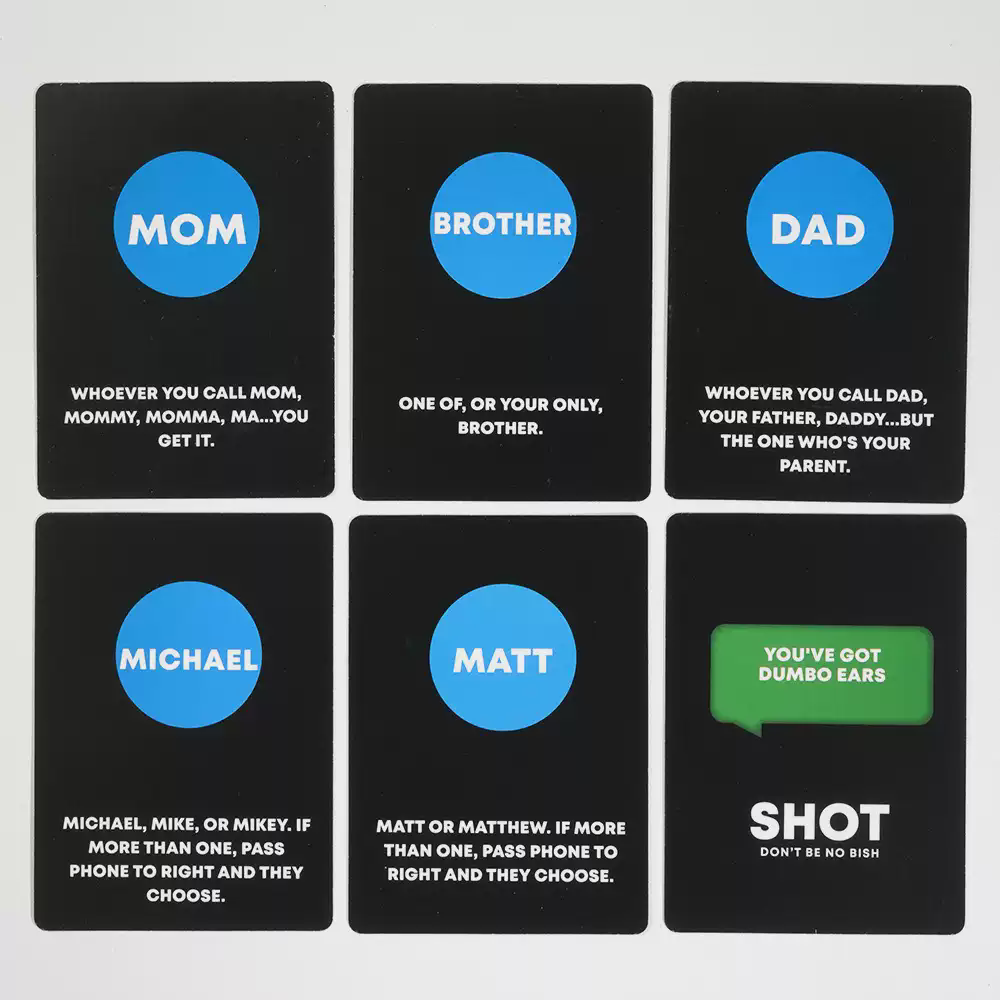 MOM
WHOEVER YOU CALL MOM,
MOMMY, MOMMA, MA...YOU
GET IT.
BROTHER
ONE OF, OR YOUR ONLY,
BROTHER.
DAD
WHOEVER YOU CALL DAD,
YOUR FATHER, DADDY...BUT
THE ONE WHO'S YOUR
PARENT.
MICHAEL
MICHAEL, MIKE, OR MIKEY. IF
MORE THAN ONE, PASS
PHONE TO RIGHT AND THEY
CHOOSE.
MATT
MATT OR MATTHEW. IF MORE
THAN ONE, PASS PHONE TO
RIGHT AND THEY CHOOSE.
YOU'VE GOT
DUMBO EARS
SHOT
DON'T BE NO BISH